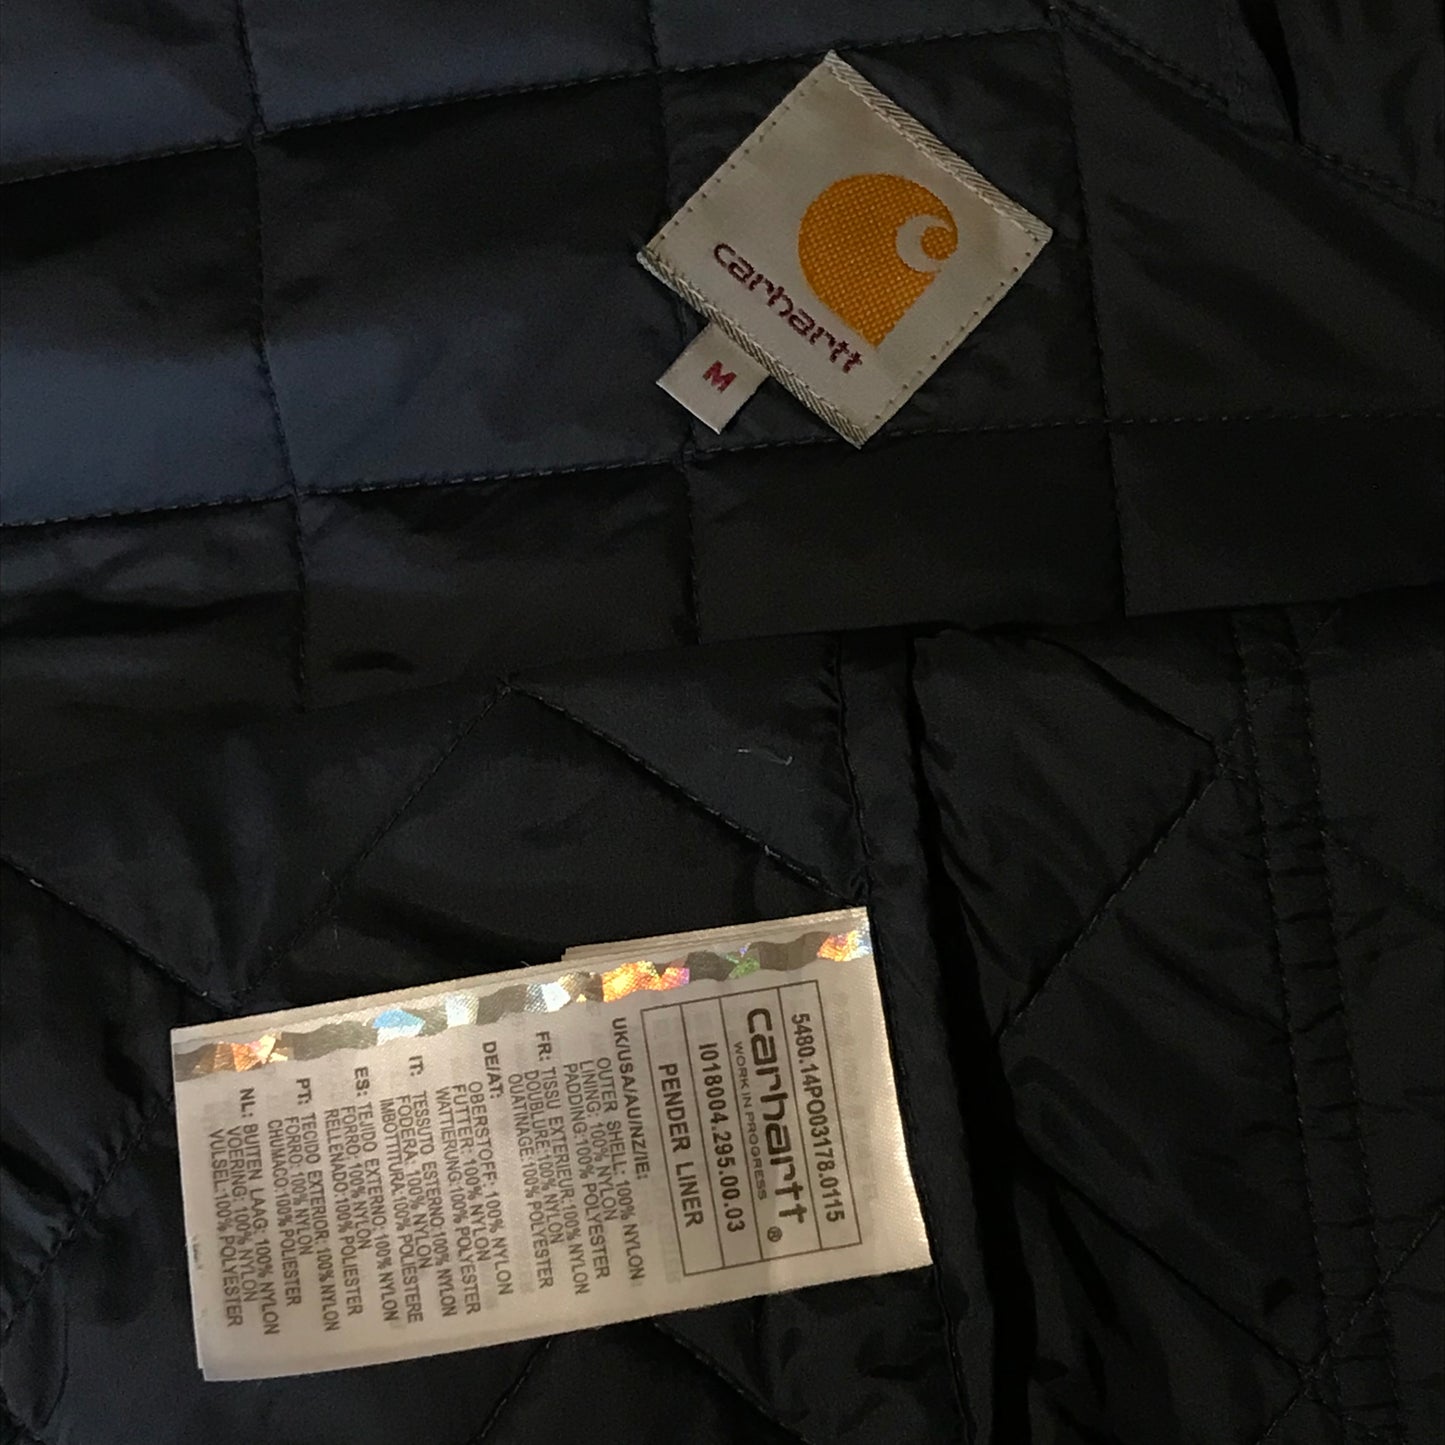 carhartt
M
5480.14PO03178.0115
carhartt ®
WORK IN PROGRESS
I018004.295.00.03
PENDER LINER
UK/USA/AU/NZ/IE:
OUTER SHELL: 100% NYLON
LINING: 100% NYLON
PADDING:100% POLYESTER
FR: TISSU EXTERIEUR:100% NYLON
DOUBLURE:100% NYLON
OUATINAGE:100% POLYESTER
DE/AT:
OBERSTOFF: 100% NYLON
FUTTER: 100% NYLON
WATTIERUNG:100% POLYESTER
IT: TESSUTO ESTERNO:100% NYLON
FODERA: 100% NYLON
IMBOTTITURA:100% POLIESTERE
ES: TEJIDO EXTERNO: 100% NYLON
FORRO: 100% NYLON
RELLENADO:100% POLIESTER
PT: TECIDO EXTERIOR: 100% NYLON
FORRO: 100% NYLON
CHUMACO:100% POLIESTER
NL: BUITEN LAAG: 100% NYLON
VOERING: 100% NYLON
VULSEL:100% POLYESTER